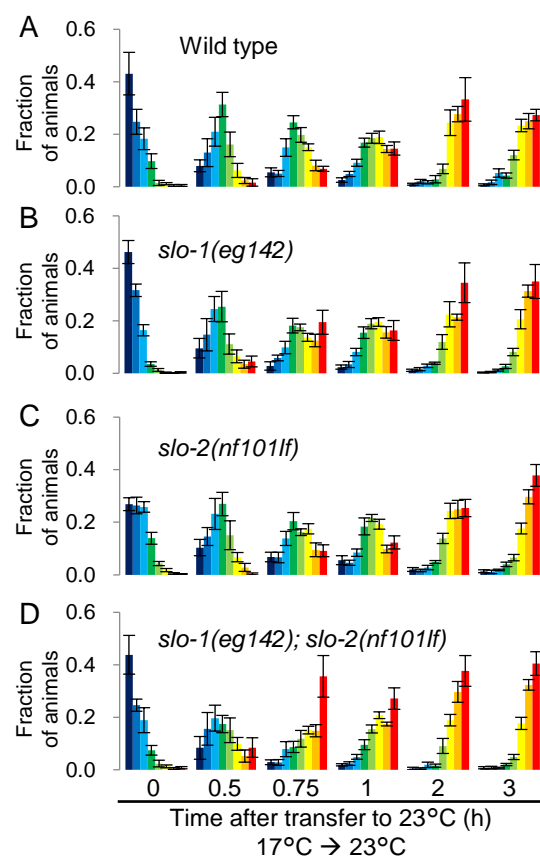 A
Wild type
Fraction
of animals
0.6
0.4
0.2
0.0
B
slo-1(eg142)
Fraction
of animals
0.6
0.4
0.2
0.0
C
slo-2(nf101lf)
Fraction
of animals
0.6
0.4
0.2
0.0
D
slo-1(eg142); slo-2(nf101lf)
Fraction
of animals
0.6
0.4
0.2
0.0
0 0.5 0.75 1 2 3
Time after transfer to 23°C (h)
17°C → 23°C